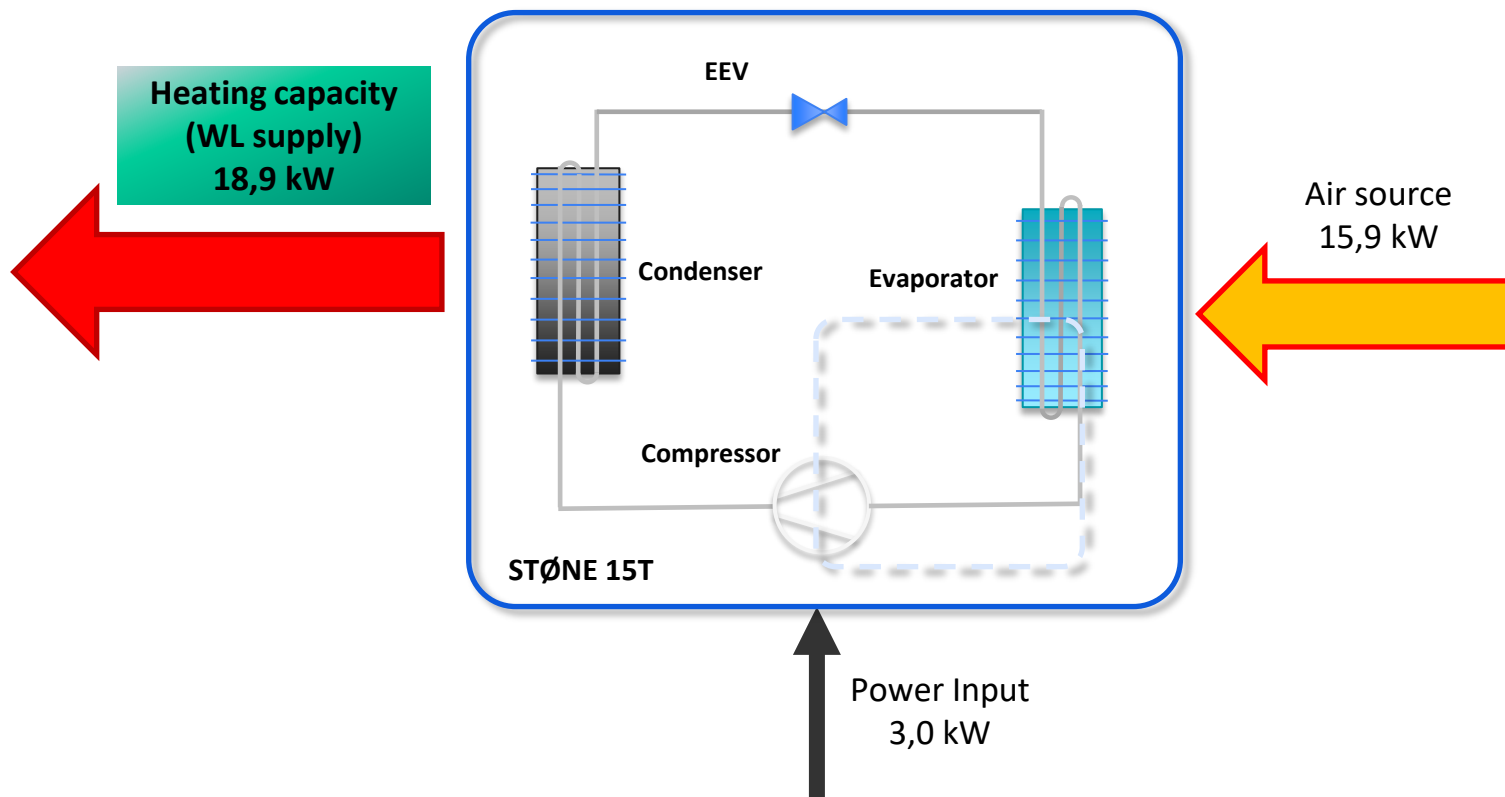 EEV
Heating capacity
(WL supply)
18,9 kW
Air source
15,9 kW
Condenser
Evaporator
Compressor
STØNE 15T
Power Input
3,0 kW